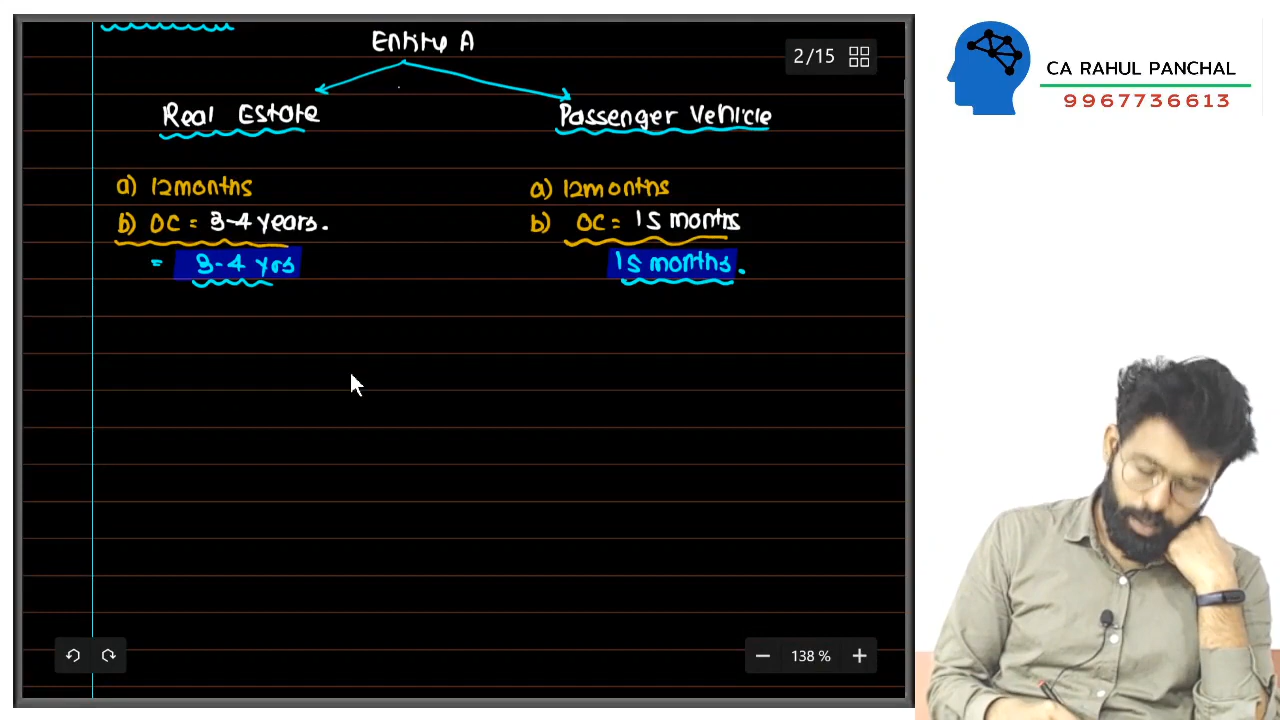 Entity A
2/15
Real Estate
Passenger Vehicle
a) 12months
b) OC = 3-4 years.
= 3-4 yrs
a) 12months
b) OC = 15 months
15 months.
138 %
CA RAHUL PANCHAL
9967736613